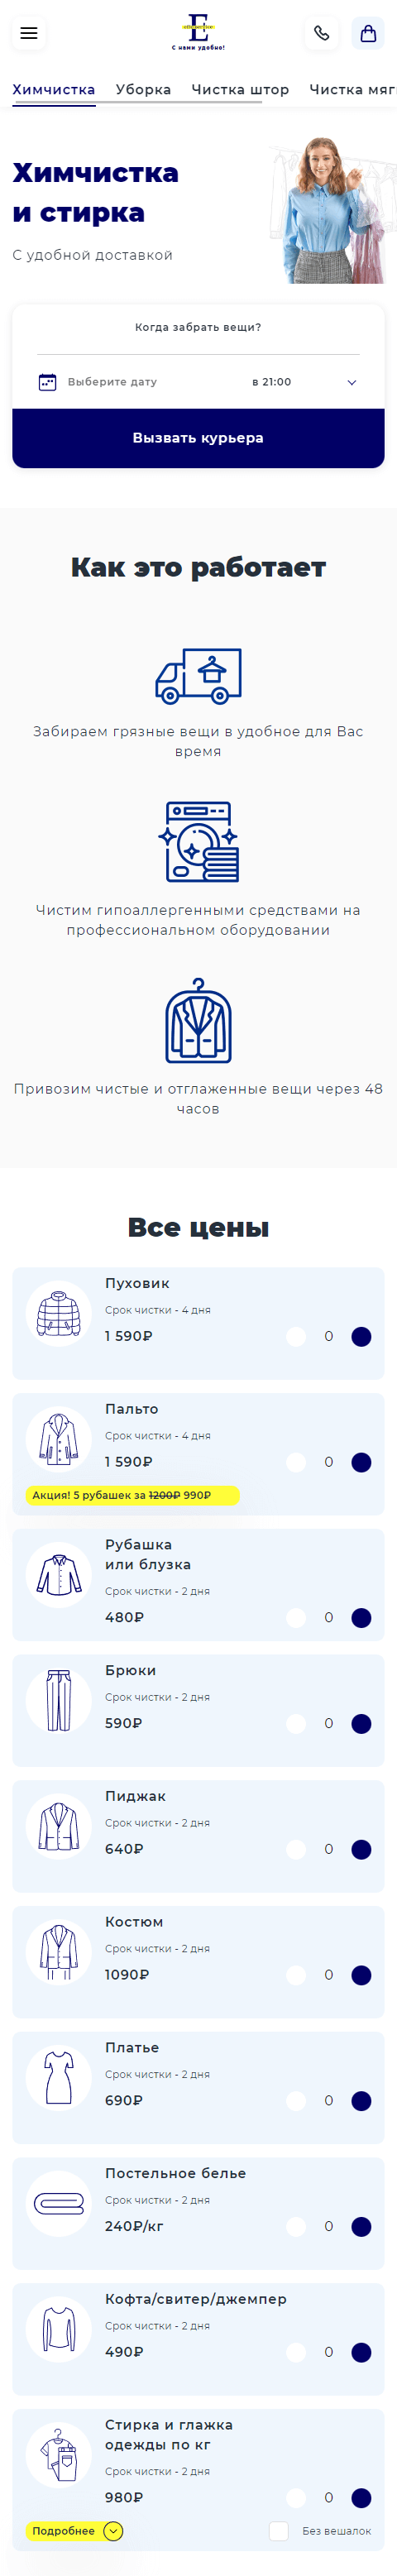 Е
С нами удобно!
Химчистка Уборка Чистка штор Чистка мяг
Химчистка
и стирка
С удобной доставкой
Когда забрать вещи?
Выберите дату
в 21:00
Вызвать курьера
Как это работает
Забираем грязные вещи в удобное для Вас
время
Чистим гипоаллергенными средствами на
профессиональном оборудовании
Привозим чистые и отглаженные вещи через 48
часов
Все цены
Пуховик
Срок чистки - 4 дня
1 590₽
0
Пальто
Срок чистки - 4 дня
1 590₽
0
Акция! 5 рубашек за 1200₽ 990₽
Рубашка
или блузка
Срок чистки - 2 дня
480₽
0
Брюки
Срок чистки - 2 дня
590₽
0
Пиджак
Срок чистки - 2 дня
640₽
0
Костюм
Срок чистки - 2 дня
1090₽
0
Платье
Срок чистки - 2 дня
690₽
0
Постельное белье
Срок чистки - 2 дня
240₽/кг
0
Кофта/свитер/джемпер
Срок чистки - 2 дня
490₽
0
Стирка и глажка
одежды по кг
Срок чистки - 2 дня
980₽
0
Подробнее
Без вешалок